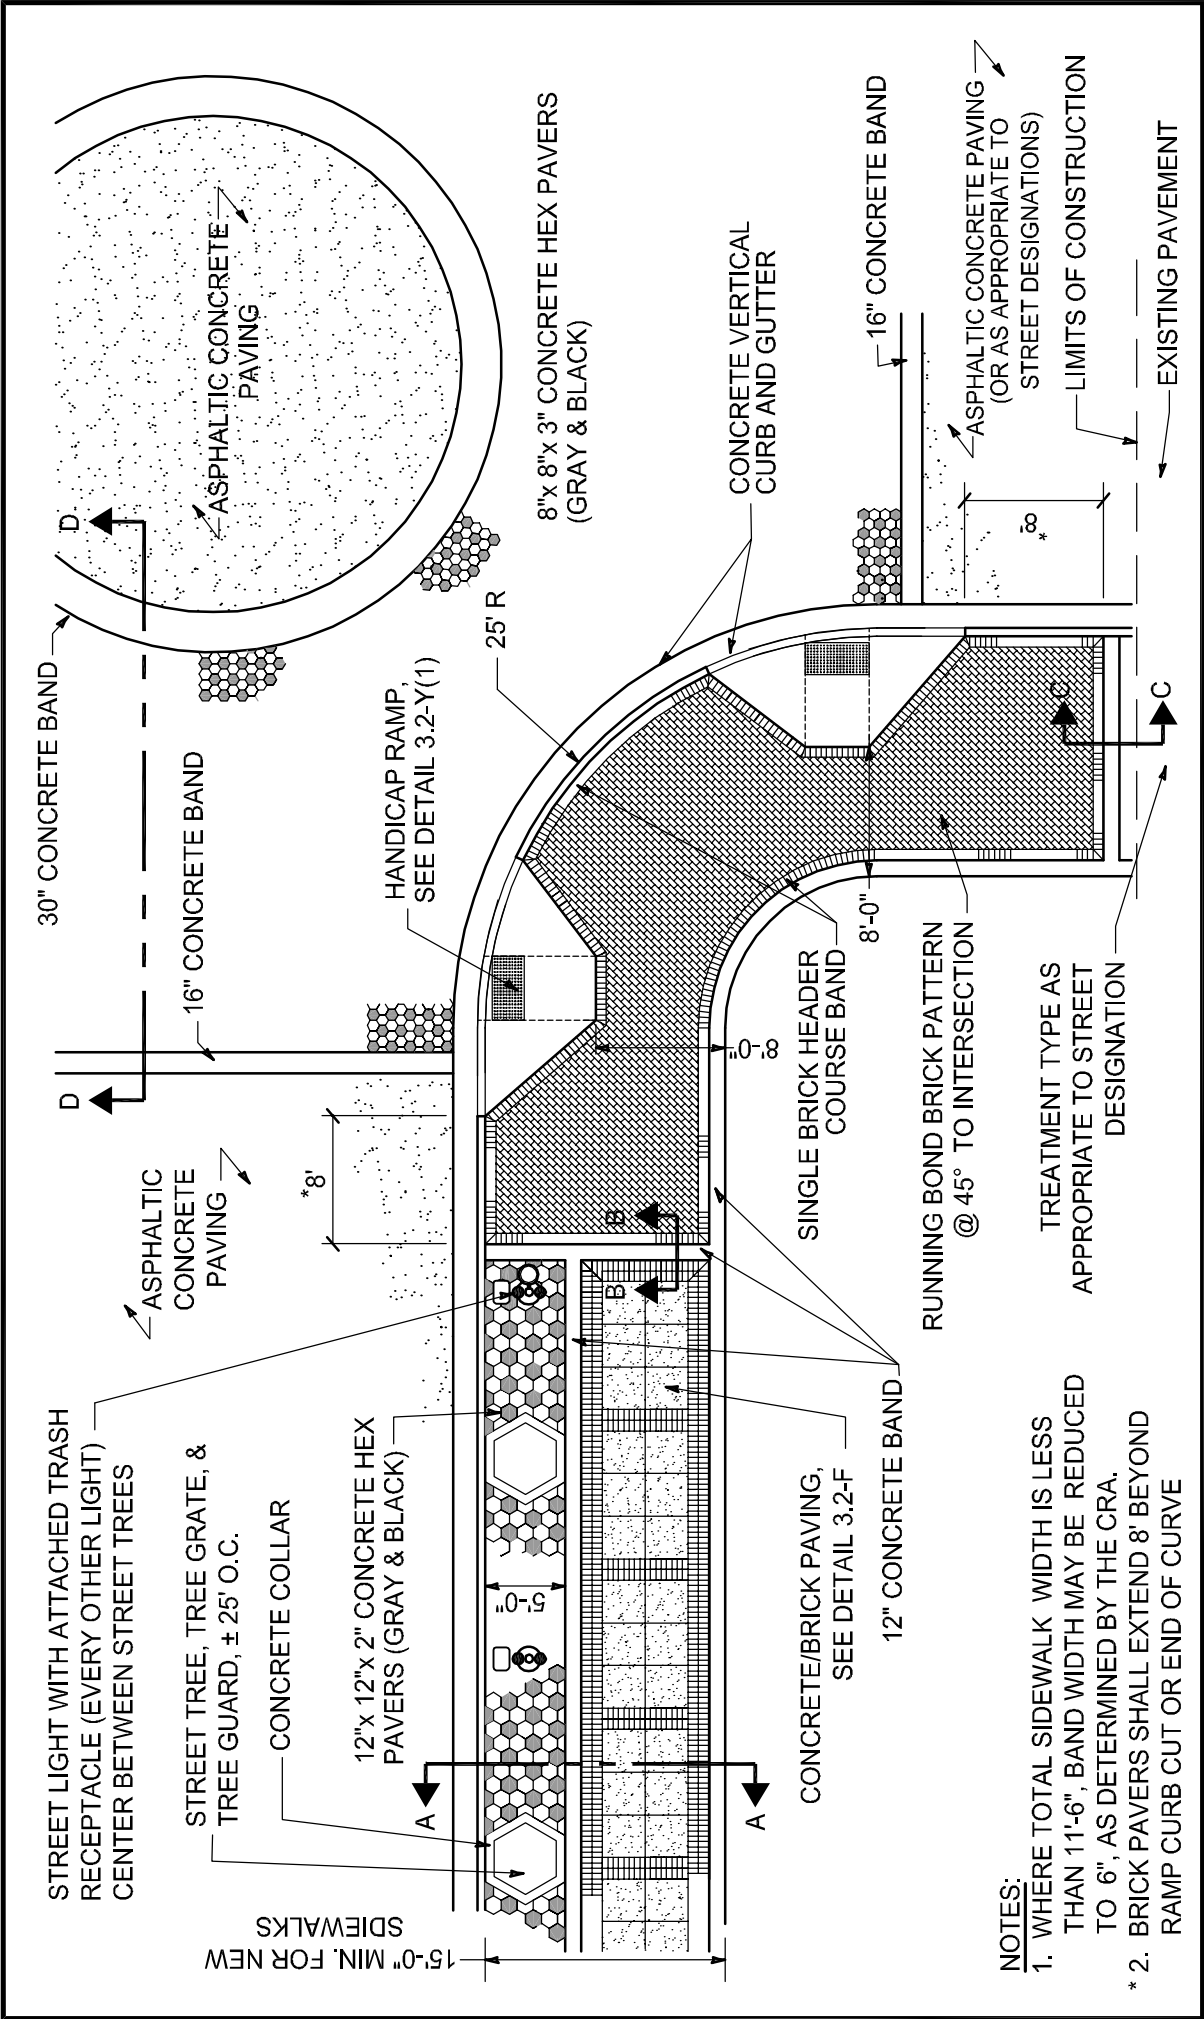 STREET LIGHT WITH ATTACHED TRASH
RECEPTACLE (EVERY OTHER LIGHT)
CENTER BETWEEN STREET TREES
STREET TREE, TREE GRATE, &
TREE GUARD, ± 25' O.C.
CONCRETE COLLAR
12"x 12"x 2" CONCRETE HEX
PAVERS (GRAY & BLACK)
15'-0" MIN. FOR NEW
SDIEWALKS
ASPHALTIC
CONCRETE
PAVING
*8'
D
D
16" CONCRETE BAND
30" CONCRETE BAND
ASPHALTIC CONCRETE
PAVING
HANDICAP RAMP,
SEE DETAIL 3.2-Y(1)
25' R
8"x 8"x 3" CONCRETE HEX PAVERS
(GRAY & BLACK)
CONCRETE VERTICAL
CURB AND GUTTER
16" CONCRETE BAND
ASPHALTIC CONCRETE PAVING
(OR AS APPROPRIATE TO
STREET DESIGNATIONS)
LIMITS OF CONSTRUCTION
EXISTING PAVEMENT
*8'
5'-0"
A
A
B
B
C
C
8'-0"
8'-0"
SINGLE BRICK HEADER
COURSE BAND
RUNNING BOND BRICK PATTERN
@ 45° TO INTERSECTION
TREATMENT TYPE AS
APPROPRIATE TO STREET
DESIGNATION
CONCRETE/BRICK PAVING,
SEE DETAIL 3.2-F
12" CONCRETE BAND
NOTES:
1. WHERE TOTAL SIDEWALK WIDTH IS LESS
THAN 11'-6", BAND WIDTH MAY BE REDUCED
TO 6", AS DETERMINED BY THE CRA.
* 2. BRICK PAVERS SHALL EXTEND 8' BEYOND
RAMP CURB CUT OR END OF CURVE